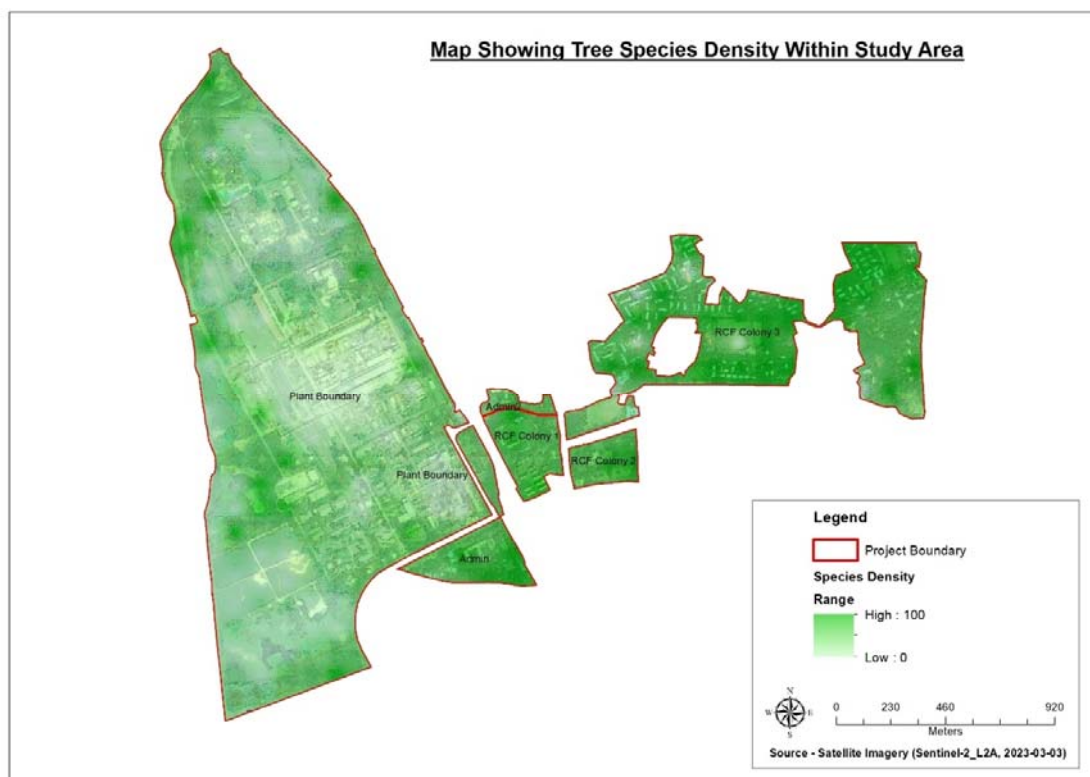 Map Showing Tree Species Density Within Study Area
RCF Colony 3
Plant Boundary
Admin2
RCF Colony 1
RCF Colony 2
Plant Boundary
Admin
Legend
Project Boundary
Species Density
Range
High : 100
Low : 0
N
W E
S
0 230 460 920
Meters
Source - Satellite Imagery (Sentinel-2_L2A, 2023-03-03)